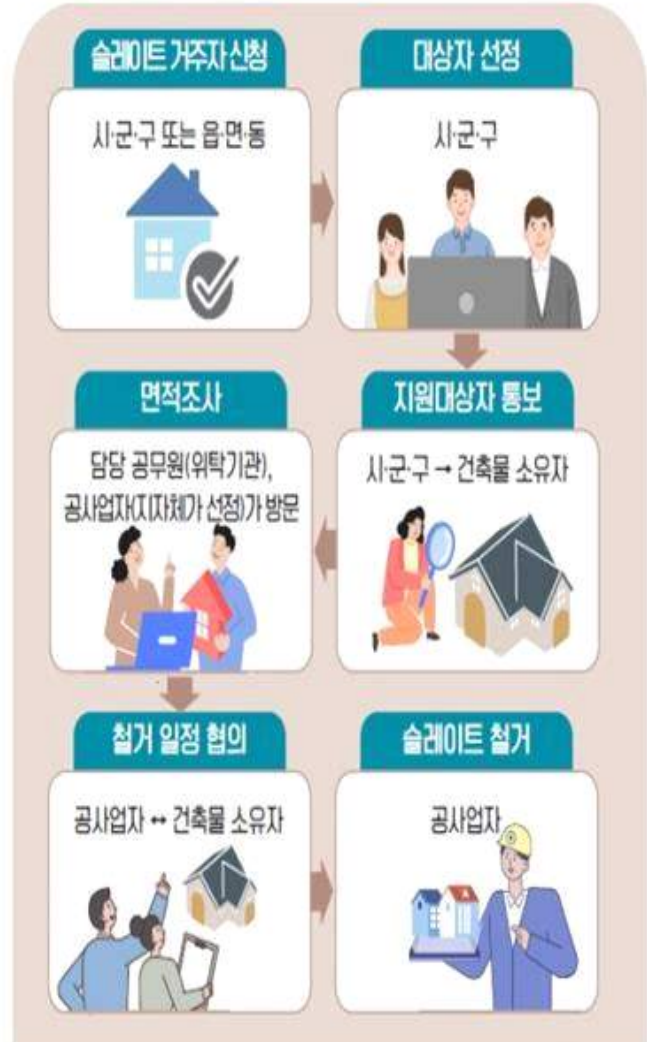 슬레이트 거주자 신청
시·군·구 또는 읍·면·동
대상자 선정
시·군·구
지원대상자 통보
시·군·구 → 건축물 소유자
면적조사
담당 공무원(위탁기관),
공사업자(지자체가 선정)가 방문
철거 일정 협의
공사업자 ↔ 건축물 소유자
슬레이트 철거
공사업자